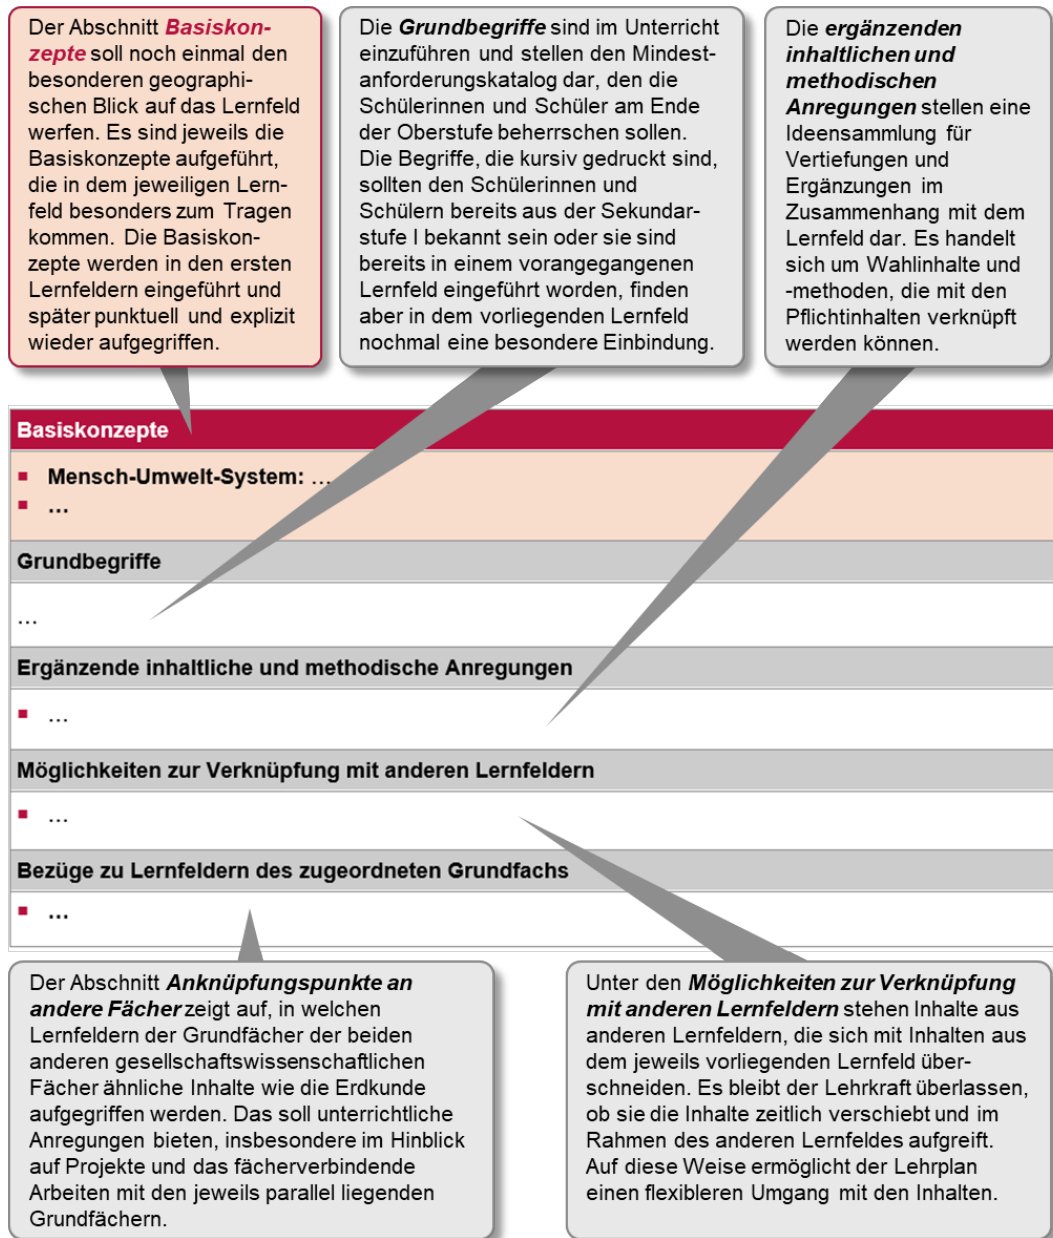 Der Abschnitt Basiskon-
zepte soll noch einmal den
besonderen geographi-
schen Blick auf das Lernfeld
werfen. Es sind jeweils die
Basiskonzepte aufgeführt,
die in dem jeweiligen Lern-
feld besonders zum Tragen
kommen. Die Basiskon-
zepte werden in den ersten
Lernfeldern eingeführt und
später punktuell und explizit
wieder aufgegriffen.
Die Grundbegriffe sind im Unterricht
einzuführen und stellen den Mindest-
anforderungskatalog dar, den die
Schülerinnen und Schüler am Ende
der Oberstufe beherrschen sollen.
Die Begriffe, die kursiv gedruckt sind,
sollten den Schülerinnen und
Schülern bereits aus der Sekundar-
stufe I bekannt sein oder sie sind
bereits in einem vorangegangenen
Lernfeld eingeführt worden, finden
aber in dem vorliegenden Lernfeld
nochmal eine besondere Einbindung.
Die ergänzenden
inhaltlichen und
methodischen
Anregungen stellen eine
Ideensammlung für
Vertiefungen und
Ergänzungen im
Zusammenhang mit dem
Lernfeld dar. Es handelt
sich um Wahlinhalte und
-methoden, die mit den
Pflichtinhalten verknüpft
werden können.
Basiskonzepte
▪ Mensch-Umwelt-System: …
▪ …
Grundbegriffe
…
Ergänzende inhaltliche und methodische Anregungen
▪ …
Möglichkeiten zur Verknüpfung mit anderen Lernfeldern
▪ …
Bezüge zu Lernfeldern des zugeordneten Grundfachs
▪ …
Der Abschnitt Anknüpfungspunkte an
andere Fächer zeigt auf, in welchen
Lernfeldern der Grundfächer der beiden
anderen gesellschaftswissenschaftlichen
Fächer ähnliche Inhalte wie die Erdkunde
aufgegriffen werden. Das soll unterrichtliche
Anregungen bieten, insbesondere im Hinblick
auf Projekte und das fächerverbindende
Arbeiten mit den jeweils parallel liegenden
Grundfächern.
Unter den Möglichkeiten zur Verknüpfung
mit anderen Lernfeldern stehen Inhalte aus
anderen Lernfeldern, die sich mit Inhalten aus
dem jeweils vorliegenden Lernfeld über-
schneiden. Es bleibt der Lehrkraft überlassen,
ob sie die Inhalte zeitlich verschiebt und im
Rahmen des anderen Lernfeldes aufgreift.
Auf diese Weise ermöglicht der Lehrplan
einen flexibleren Umgang mit den Inhalten.